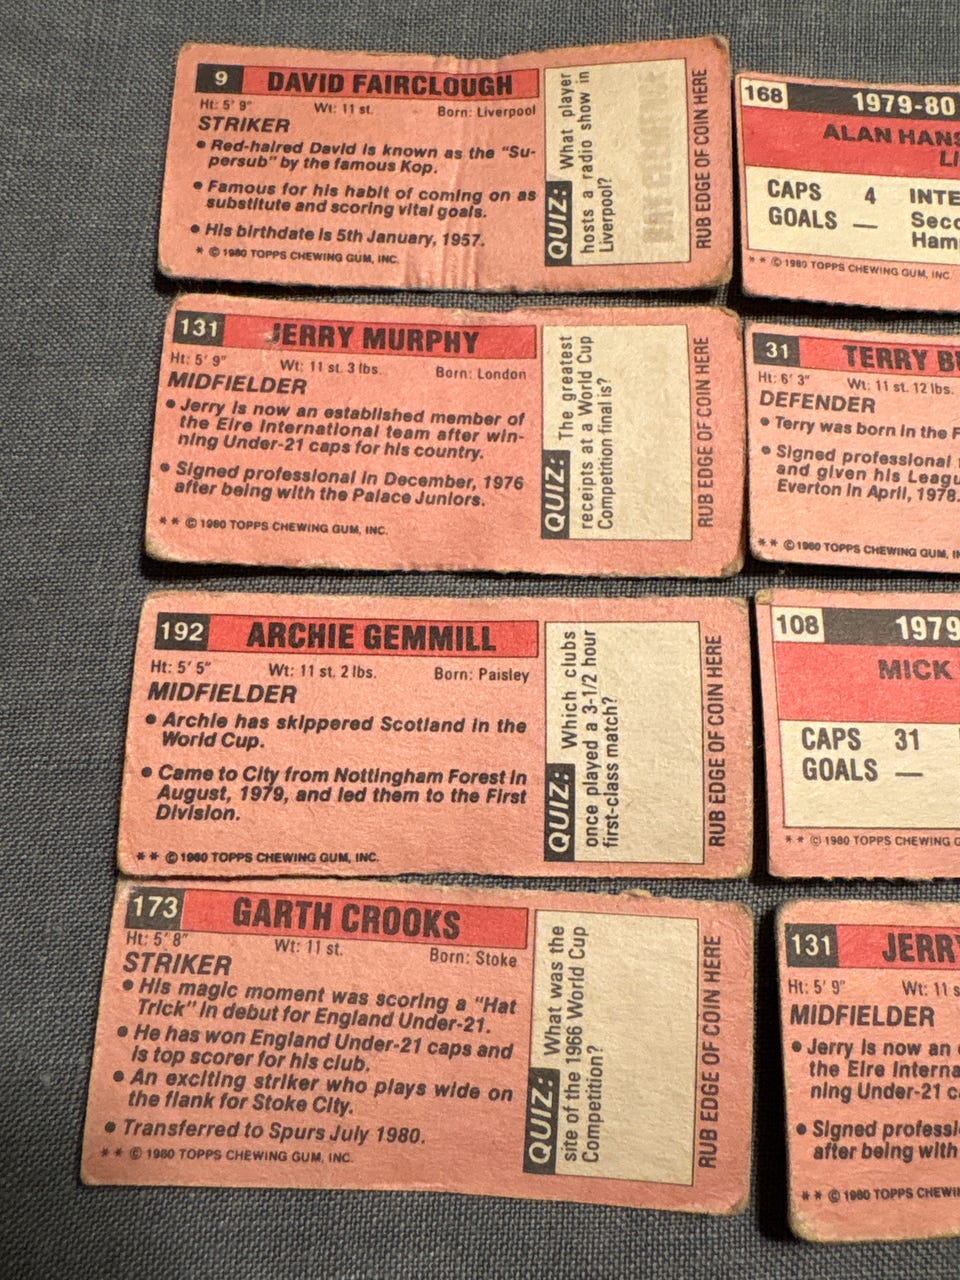 9 DAVID FAIRCLOUGH
Ht: 5' 9" Wt: 11 st. Born: Liverpool
STRIKER
• Red-haired David is known as the "Su-
persub" by the famous Kop.
• Famous for his habit of coming on as
substitute and scoring vital goals.
• His birthdate is 5th January, 1957.
* © 1980 TOPPS CHEWING GUM, INC.
QUIZ: What player
hosts a radio show in
Liverpool?
RUB EDGE OF COIN HERE
168 1979-80
ALAN HANS
LI
CAPS 4 INTE
GOALS — Seco
Ham
* * © 1980 TOPPS CHEWING GUM, INC.
131 JERRY MURPHY
Ht: 5' 9" Wt: 11 st. 3 lbs. Born: London
MIDFIELDER
• Jerry is now an established member of
the Eire International team after win-
ning Under-21 caps for his country.
• Signed professional in December, 1976
after being with the Palace Juniors.
* * © 1980 TOPPS CHEWING GUM, INC.
QUIZ: The greatest
receipts at a World Cup
Competition final is?
RUB EDGE OF COIN HERE
31 TERRY B
Ht: 6' 3" Wt: 11 st. 12 lbs.
DEFENDER
• Terry was born in the F
• Signed professional
and given his Leagu
Everton in April, 1978.
* * © 1980 TOPPS CHEWING GUM, IN
192 ARCHIE GEMMILL
Ht: 5' 5" Wt: 11 st. 2 lbs. Born: Paisley
MIDFIELDER
• Archie has skippered Scotland in the
World Cup.
• Came to City from Nottingham Forest in
August, 1979, and led them to the First
Division.
* * © 1980 TOPPS CHEWING GUM, INC.
QUIZ: Which clubs
once played a 3-1/2 hour
first-class match?
RUB EDGE OF COIN HERE
108 1979
MICK
CAPS 31
GOALS —
* * © 1980 TOPPS CHEWING G
173 GARTH CROOKS
Ht: 5' 8" Wt: 11 st. Born: Stoke
STRIKER
• His magic moment was scoring a "Hat
Trick" in debut for England Under-21.
• He has won England Under-21 caps and
is top scorer for his club.
• An exciting striker who plays wide on
the flank for Stoke City.
• Transferred to Spurs July 1980.
* * © 1980 TOPPS CHEWING GUM, INC.
QUIZ: What was the
site of the 1966 World Cup
Competition?
RUB EDGE OF COIN HERE
131 JERRY
Ht: 5' 9" Wt: 11 s
MIDFIELDER
• Jerry is now an
the Eire Interna
ning Under-21 c
• Signed professi
after being with
* * © 1980 TOPPS CHEWI